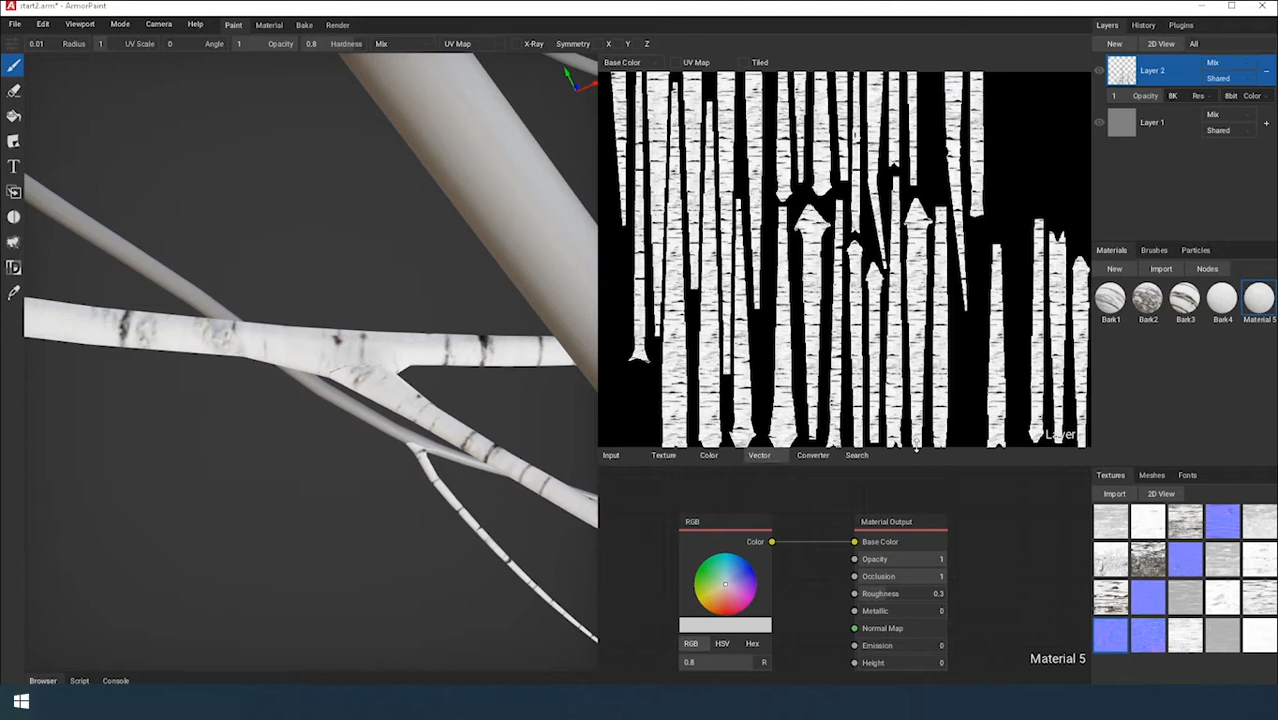 start2.arm* - ArmorPaint
File Edit Viewport Mode Camera Help Paint Material Bake Render
0.01 Radius 1 UV Scale 0 Angle 1 Opacity 0.8 Hardness Mix UV Map X-Ray Symmetry X Y Z
Base Color UV Map Tiled
Layer
Input Texture Color Vector Converter Search
RGB
Color
RGB HSV Hex
0.8 R
Material Output
Base Color
Opacity 1
Occlusion 1
Roughness 0.3
Metallic 0
Normal Map
Emission 0
Height 0
Material 5
Layers History Plugins
New 2D View All
Layer 2 Mix
Shared
1 Opacity 8K Res 8bit Color
Layer 1 Mix
Shared
Materials Brushes Particles
New Import Nodes
Bark1 Bark2 Bark3 Bark4 Material 5
Textures Meshes Fonts
Import 2D View
Browser Script Console